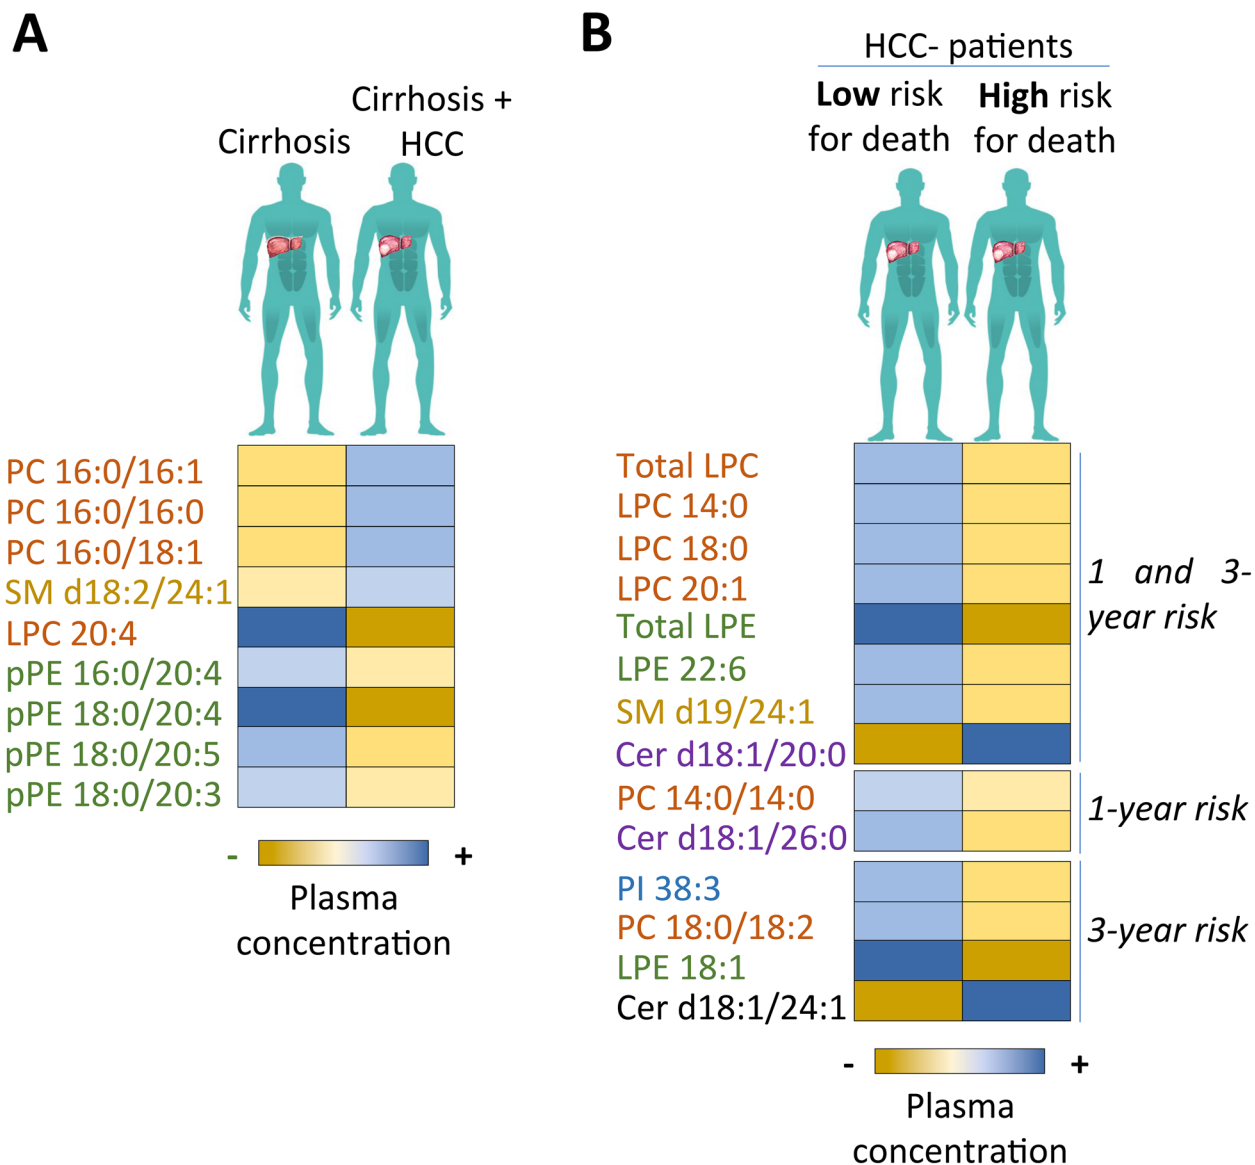 A
Cirrhosis
Cirrhosis +
HCC
PC 16:0/16:1
PC 16:0/16:0
PC 16:0/18:1
SM d18:2/24:1
LPC 20:4
pPE 16:0/20:4
pPE 18:0/20:4
pPE 18:0/20:5
pPE 18:0/20:3
- +
Plasma
concentration
B
HCC- patients
Low risk
for death
High risk
for death
Total LPC
LPC 14:0
LPC 18:0
LPC 20:1
Total LPE
LPE 22:6
SM d19/24:1
Cer d18:1/20:0
1 and 3-
year risk
PC 14:0/14:0
Cer d18:1/26:0
1-year risk
PI 38:3
PC 18:0/18:2
LPE 18:1
Cer d18:1/24:1
3-year risk
- +
Plasma
concentration